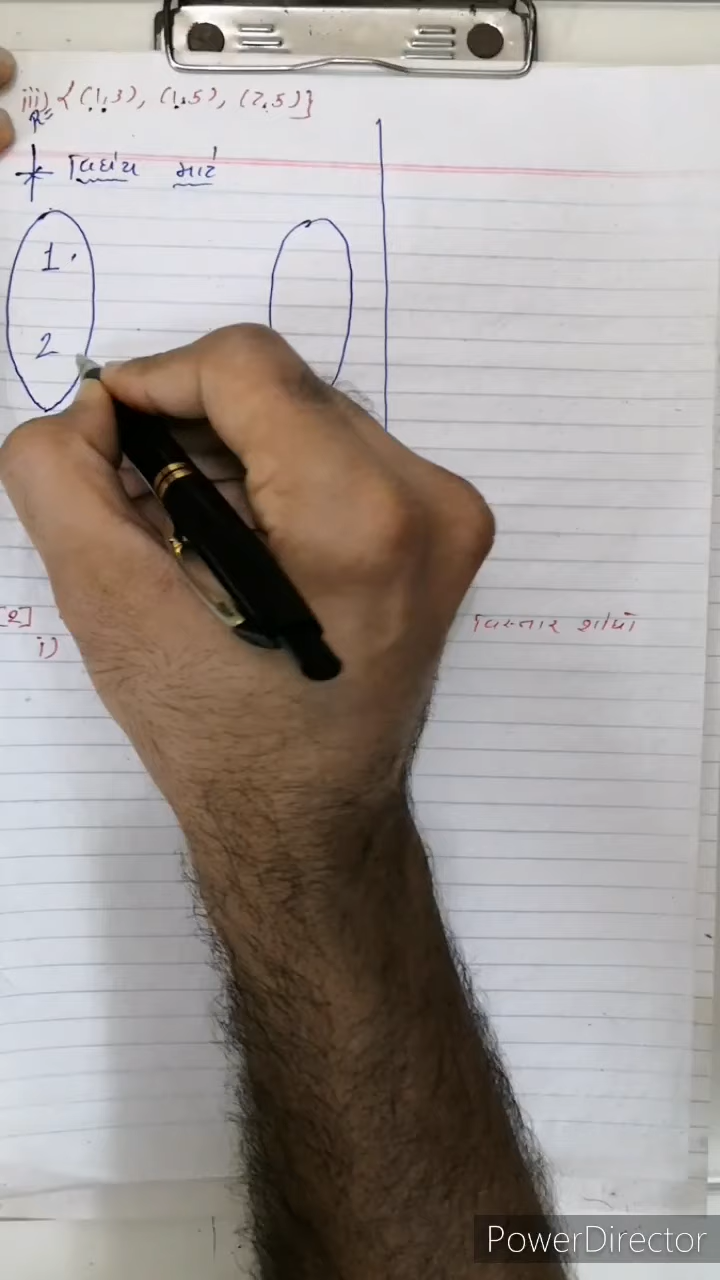 iii) {(1,3), (1,5), (2,5)}
R=
વિધેય માટે
1.
2
[2]
i)
વિસ્તાર શોધો
PowerDirector